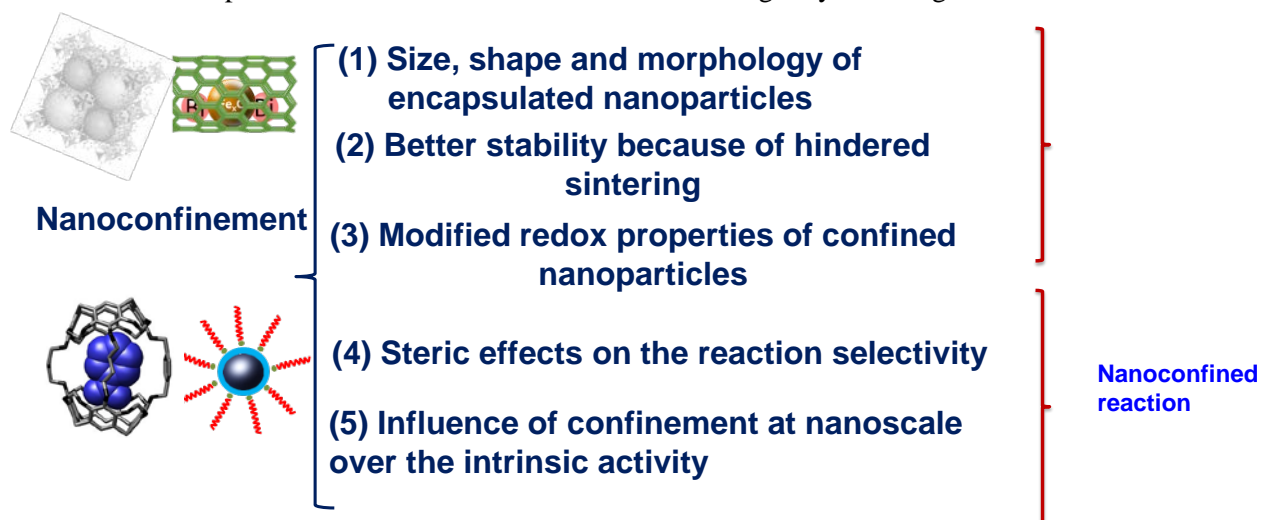 (1) Size, shape and morphology of
encapsulated nanoparticles
(2) Better stability because of hindered
sintering
Nanoconfinement
(3) Modified redox properties of confined
nanoparticles
(4) Steric effects on the reaction selectivity
Nanoconfined
reaction
(5) Influence of confinement at nanoscale
over the intrinsic activity